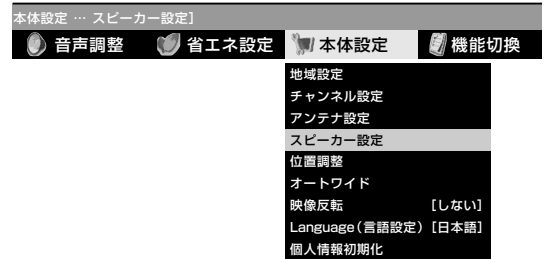 本体設定 … スピーカー設定]
音声調整 省エネ設定 本体設定 機能切換
地域設定
チャンネル設定
アンテナ設定
スピーカー設定
位置調整
オートワイド
映像反転 [しない]
Language(言語設定) [日本語]
個人情報初期化